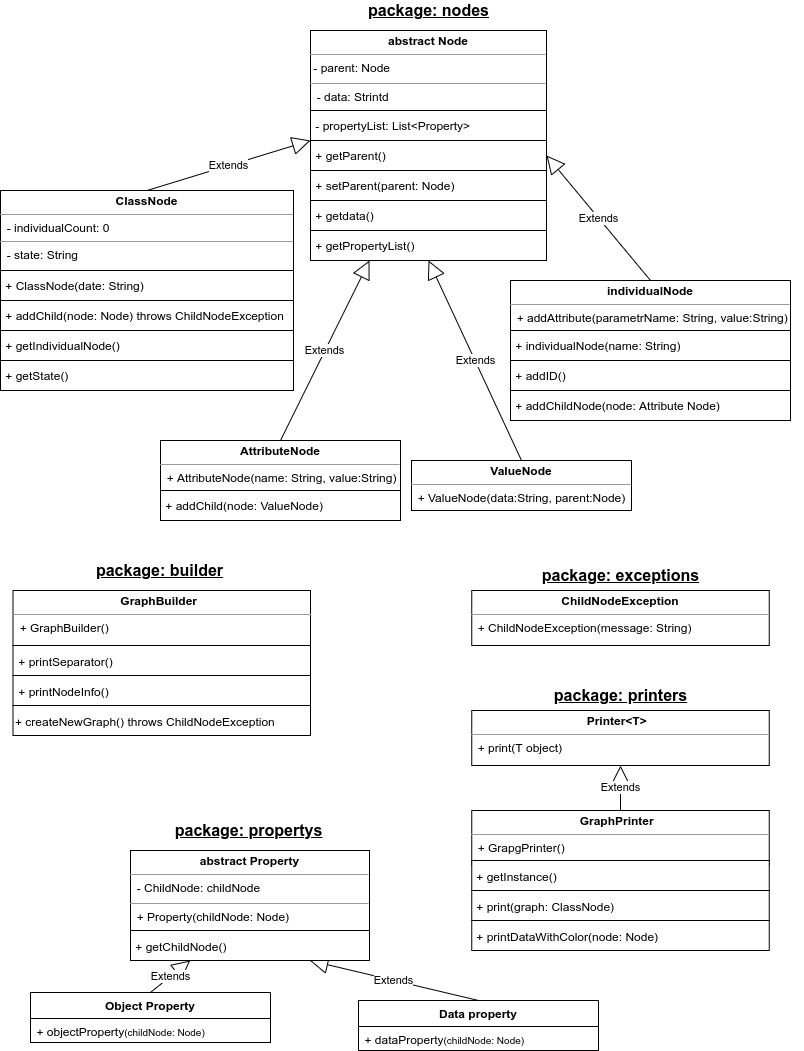 package: nodes
abstract Node
- parent: Node
- data: Strintd
- propertyList: List<Property>
+ getParent()
+ setParent(parent: Node)
+ getdata()
+ getPropertyList()
Extends
Extends
Extends
Extends
ClassNode
- individualCount: 0
- state: String
+ ClassNode(date: String)
+ addChild(node: Node) throws ChildNodeException
+ getIndividualNode()
+ getState()
individualNode
+ addAttribute(parametrName: String, value:String)
+ individualNode(name: String)
+ addID()
+ addChildNode(node: Attribute Node)
AttributeNode
+ AttributeNode(name: String, value:String)
+ addChild(node: ValueNode)
ValueNode
+ ValueNode(data:String, parent:Node)
package: builder
GraphBuilder
+ GraphBuilder()
+ printSeparator()
+ printNodeInfo()
+ createNewGraph() throws ChildNodeException
package: exceptions
ChildNodeException
+ ChildNodeException(message: String)
package: printers
Printer<T>
+ print(T object)
Extends
GraphPrinter
+ GrapgPrinter()
+ getInstance()
+ print(graph: ClassNode)
+ printDataWithColor(node: Node)
package: propertys
abstract Property
- ChildNode: childNode
+ Property(childNode: Node)
+ getChildNode()
Extends
Extends
Object Property
+ objectProperty(childNode: Node)
Data property
+ dataProperty(childNode: Node)